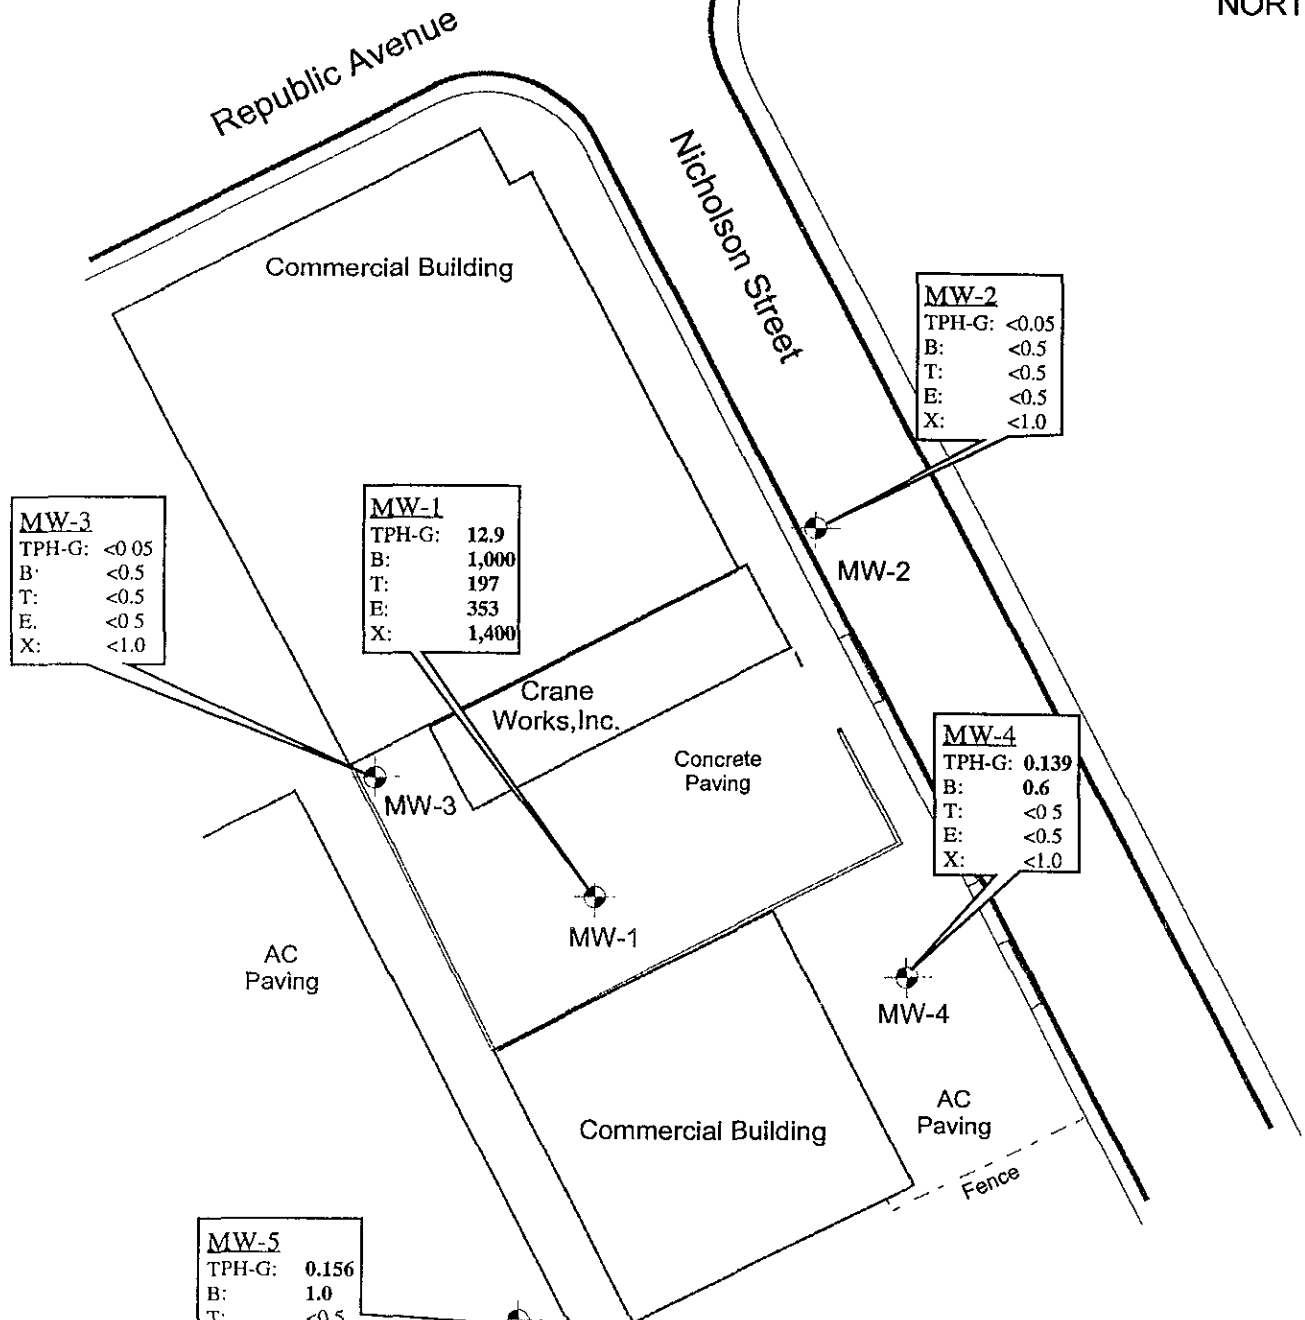 NORT
Republic Avenue
Nicholson Street
Commercial Building
MW-2
TPH-G: <0.05
B: <0.5
T: <0.5
E: <0.5
X: <1.0
MW-3
TPH-G: <0 05
B: <0.5
T: <0.5
E. <0 5
X: <1.0
MW-1
TPH-G: 12.9
B: 1,000
T: 197
E: 353
X: 1,400
MW-2
Crane
Works,Inc.
Concrete
Paving
MW-3
MW-4
TPH-G: 0.139
B: 0.6
T: <0 5
E: <0.5
X: <1.0
MW-1
AC
Paving
MW-4
Commercial Building
AC
Paving
Fence
MW-5
TPH-G: 0.156
B: 1.0
T: <0.5